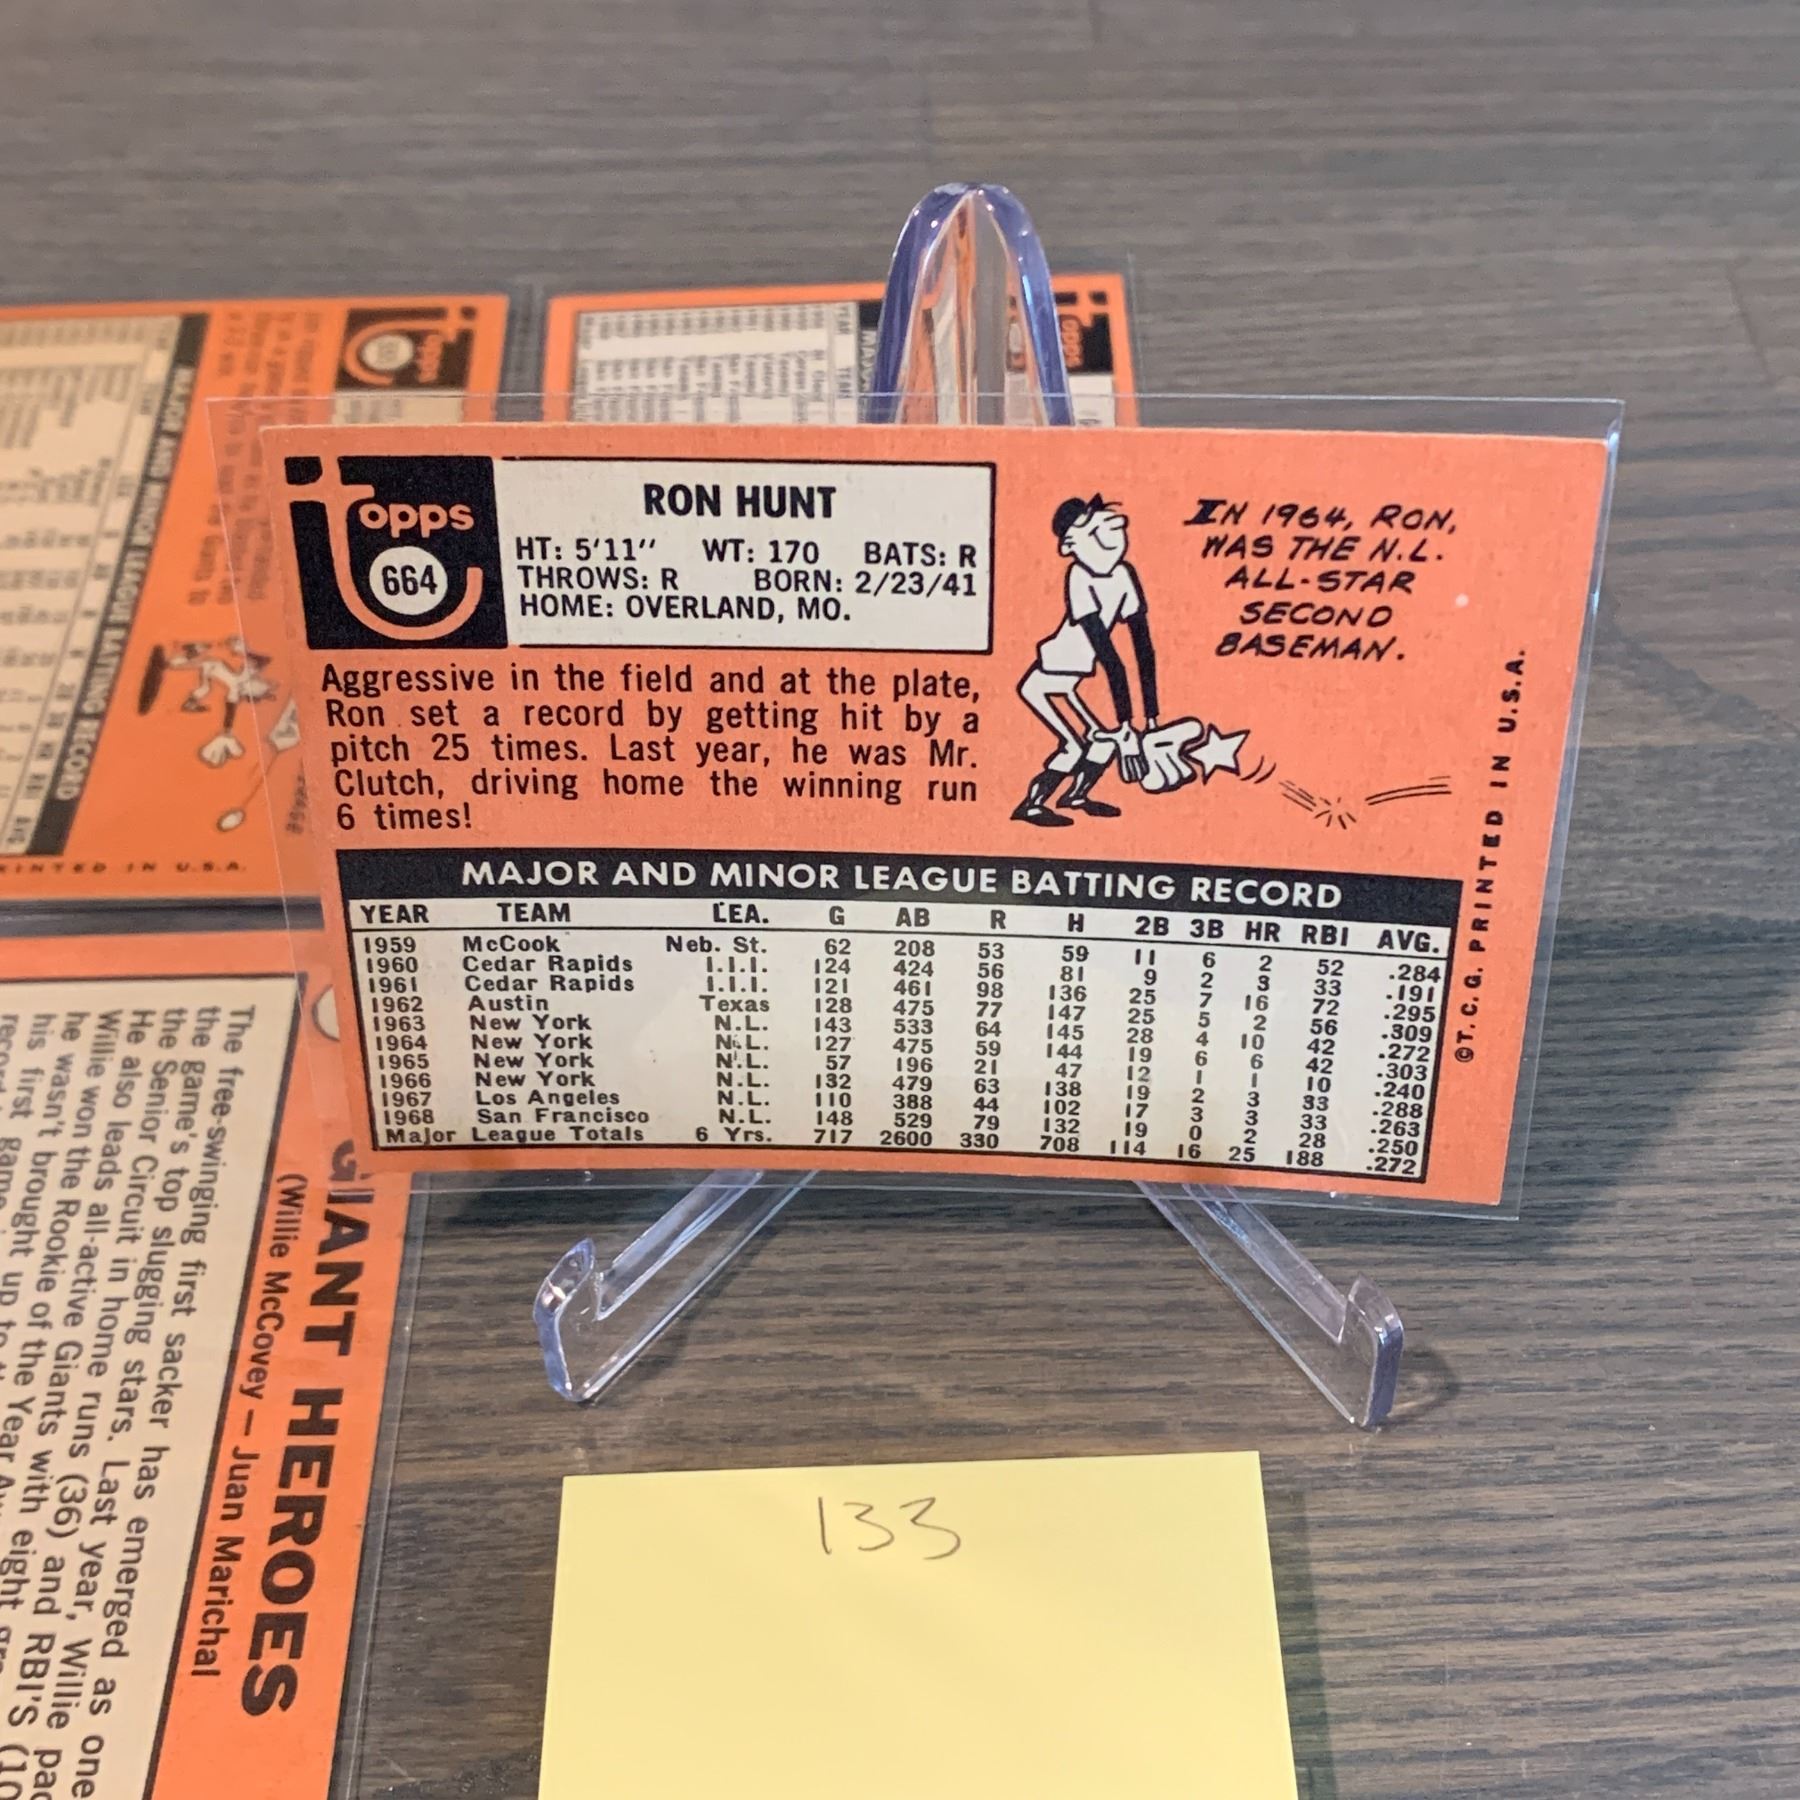 Topps
664
RON HUNT
HT: 5'11" WT: 170 BATS: R
THROWS: R BORN: 2/23/41
HOME: OVERLAND, MO.
IN 1964, RON,
WAS THE N.L.
ALL-STAR
SECOND
BASEMAN.
Aggressive in the field and at the plate,
Ron set a record by getting hit by a
pitch 25 times. Last year, he was Mr.
Clutch, driving home the winning run
6 times!
MAJOR AND MINOR LEAGUE BATTING RECORD
YEAR TEAM LEA. G AB R H 2B 3B HR RBI AVG.
1959 McCook Neb. St. 62 208 53 59 11 6 2 52 .284
1960 Cedar Rapids I.I.I. 124 424 56 81 9 2 3 33 .191
1961 Cedar Rapids I.I.I. 121 461 98 136 25 7 16 72 .295
1962 Austin Texas 128 475 77 147 25 5 2 56 .309
1963 New York N.L. 143 533 64 145 28 4 10 42 .272
1964 New York N.L. 127 475 59 144 19 6 6 42 .303
1965 New York N.L. 57 196 21 47 12 1 1 10 .240
1966 New York N.L. 132 479 63 138 19 2 3 33 .288
1967 Los Angeles N.L. 110 388 44 102 17 3 3 33 .263
1968 San Francisco N.L. 148 529 79 132 19 0 2 28 .250
Major League Totals 6 Yrs. 717 2600 330 708 114 16 25 188 .272
©T.C.G. PRINTED IN U.S.A.
133
Topps
MAJOR AND MINOR LEAGUE BATTING RECORD
PRINTED IN U.S.A.
Topps
YEAR TEAM
GIANT HEROES
(Willie McCovey – Juan Marichal
The free-swinging first sacker has emerged as one
the game's top slugging stars. Last year, Willie pac
the Senior Circuit in home runs (36) and RBI'S (10
He also leads all-active Giants with eight gra
Willie won the Rookie of the Year
he wasn't brought up to
his first game